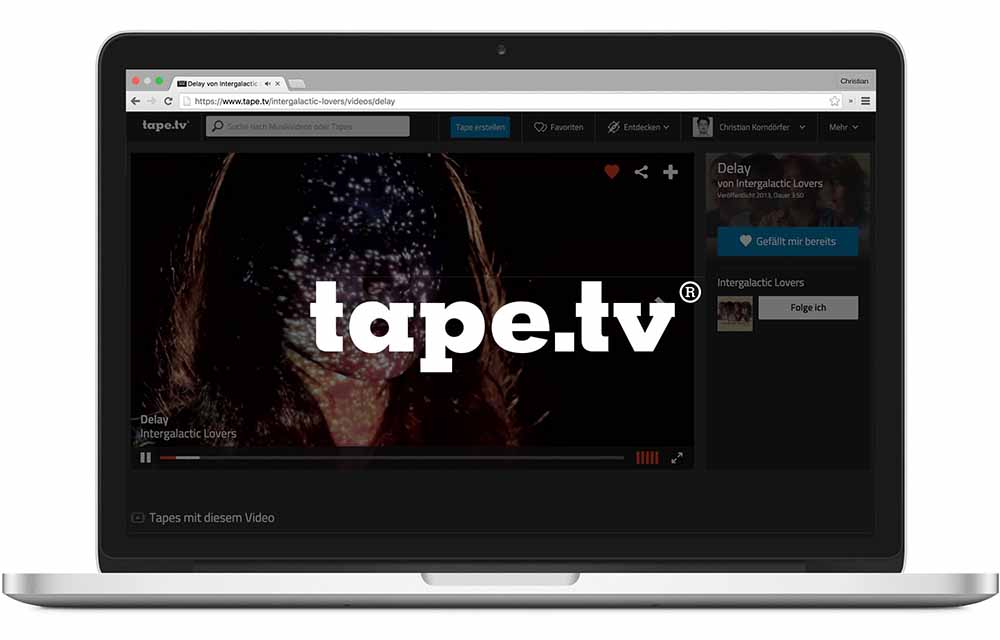 Delay von Intergalactic
Christian
https://www.tape.tv/intergalactic-lovers/videos/delay
tape.tv
Suche nach Musikvideos oder Tapes
Tape erstellen
Favoriten
Entdecken
Christian Korndörfer
Mehr
Delay
von Intergalactic Lovers
Veröffentlicht 2013, Dauer 3:50
Gefällt mir bereits
Intergalactic Lovers
Folge ich
tape.tv®
Delay
Intergalactic Lovers
Tapes mit diesem Video